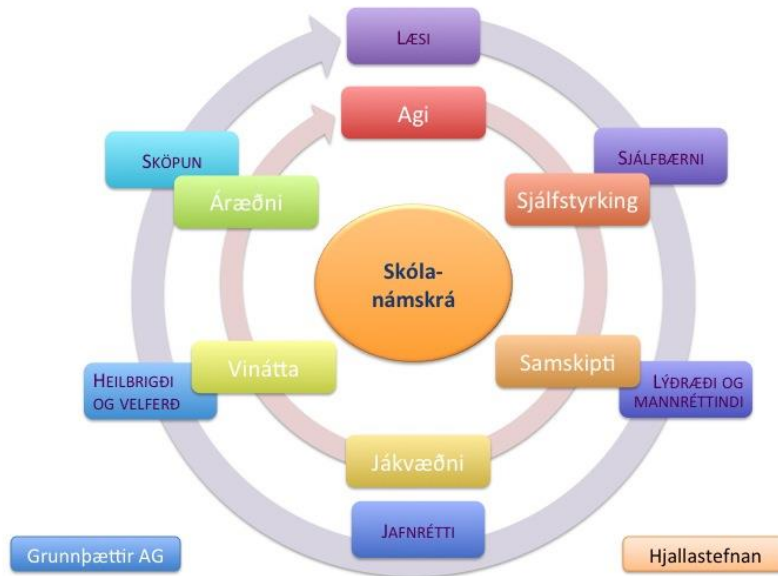 LÆSI
Agi
SKÖPUN
SJÁLFBÆRNI
Áræðni
Sjálfstyrking
Skóla-
námskrá
HEILBRIGÐI
OG VELFERÐ
Vinátta
Samskipti
LÝÐRÆÐI OG
MANNRÉTTINDI
Jákvæðni
JAFNRÉTTI
Grunnþættir AG
Hjallastefnan